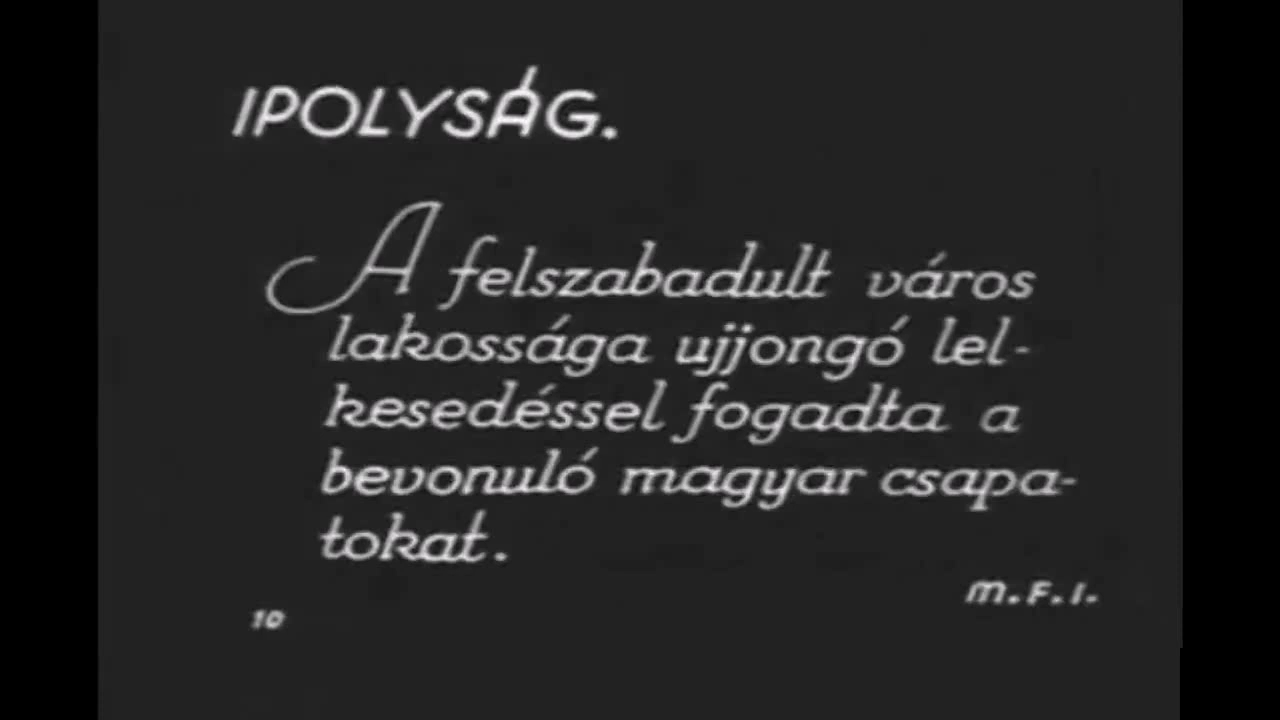 IPOLYSÁG.
A felszabadult város
lakossága ujjongó lel-
kesedéssel fogadta a
bevonuló magyar csapa-
tokat.
M.F.I.
10